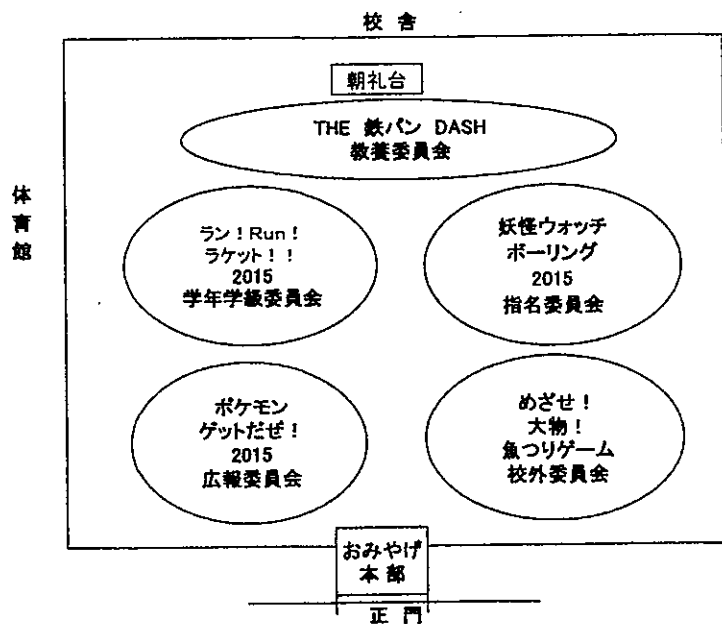 校舎
朝礼台
THE 鉄パン DASH
教養委員会
体育館
ラン！Run！
ラケット！！
2015
学年学級委員会
妖怪ウォッチ
ボーリング
2015
指名委員会
ポケモン
ゲットだぜ！
2015
広報委員会
めざせ！
大物！
魚つりゲーム
校外委員会
おみやげ
本部
正門